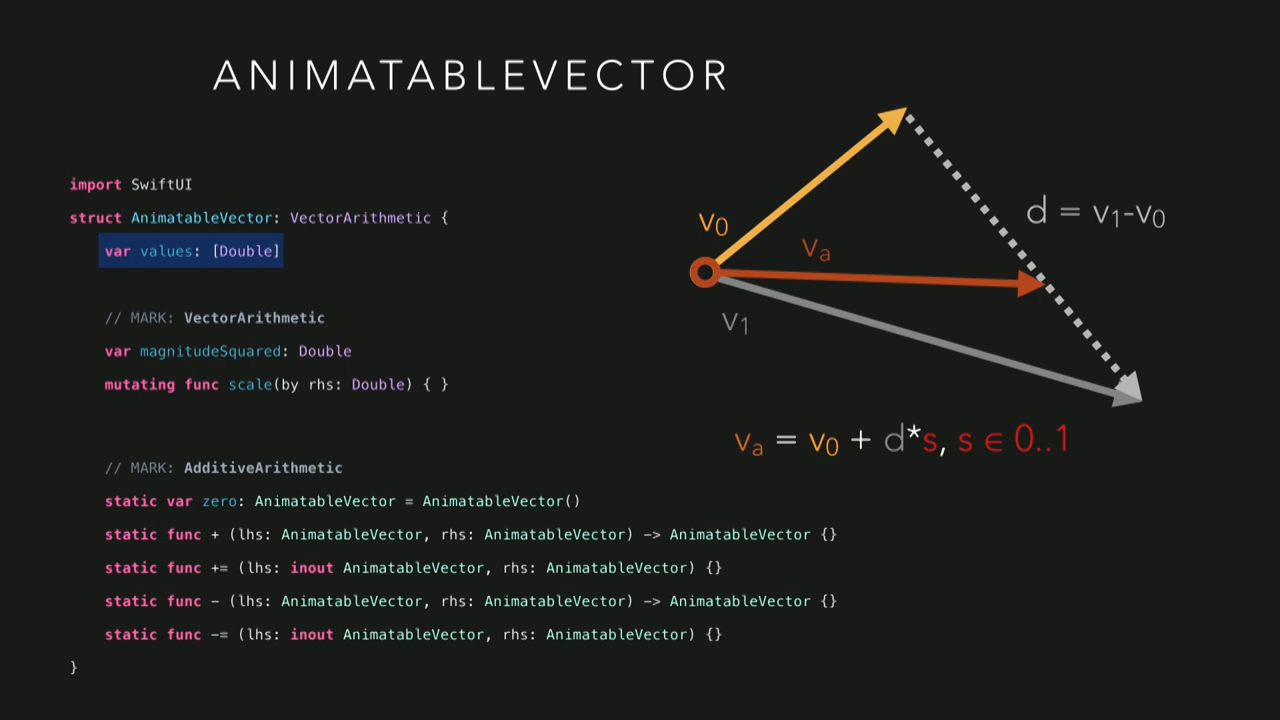 ANIMATABLEVECTOR
import SwiftUI
struct AnimatableVector: VectorArithmetic {
var values: [Double]
// MARK: VectorArithmetic
var magnitudeSquared: Double
mutating func scale(by rhs: Double) { }
// MARK: AdditiveArithmetic
static var zero: AnimatableVector = AnimatableVector()
static func + (lhs: AnimatableVector, rhs: AnimatableVector) -> AnimatableVector {}
static func += (lhs: inout AnimatableVector, rhs: AnimatableVector) {}
static func - (lhs: AnimatableVector, rhs: AnimatableVector) -> AnimatableVector {}
static func -= (lhs: inout AnimatableVector, rhs: AnimatableVector) {}
}
v0
va
v1
d = v1-v0
va = v0 + d*s, s ∈ 0..1